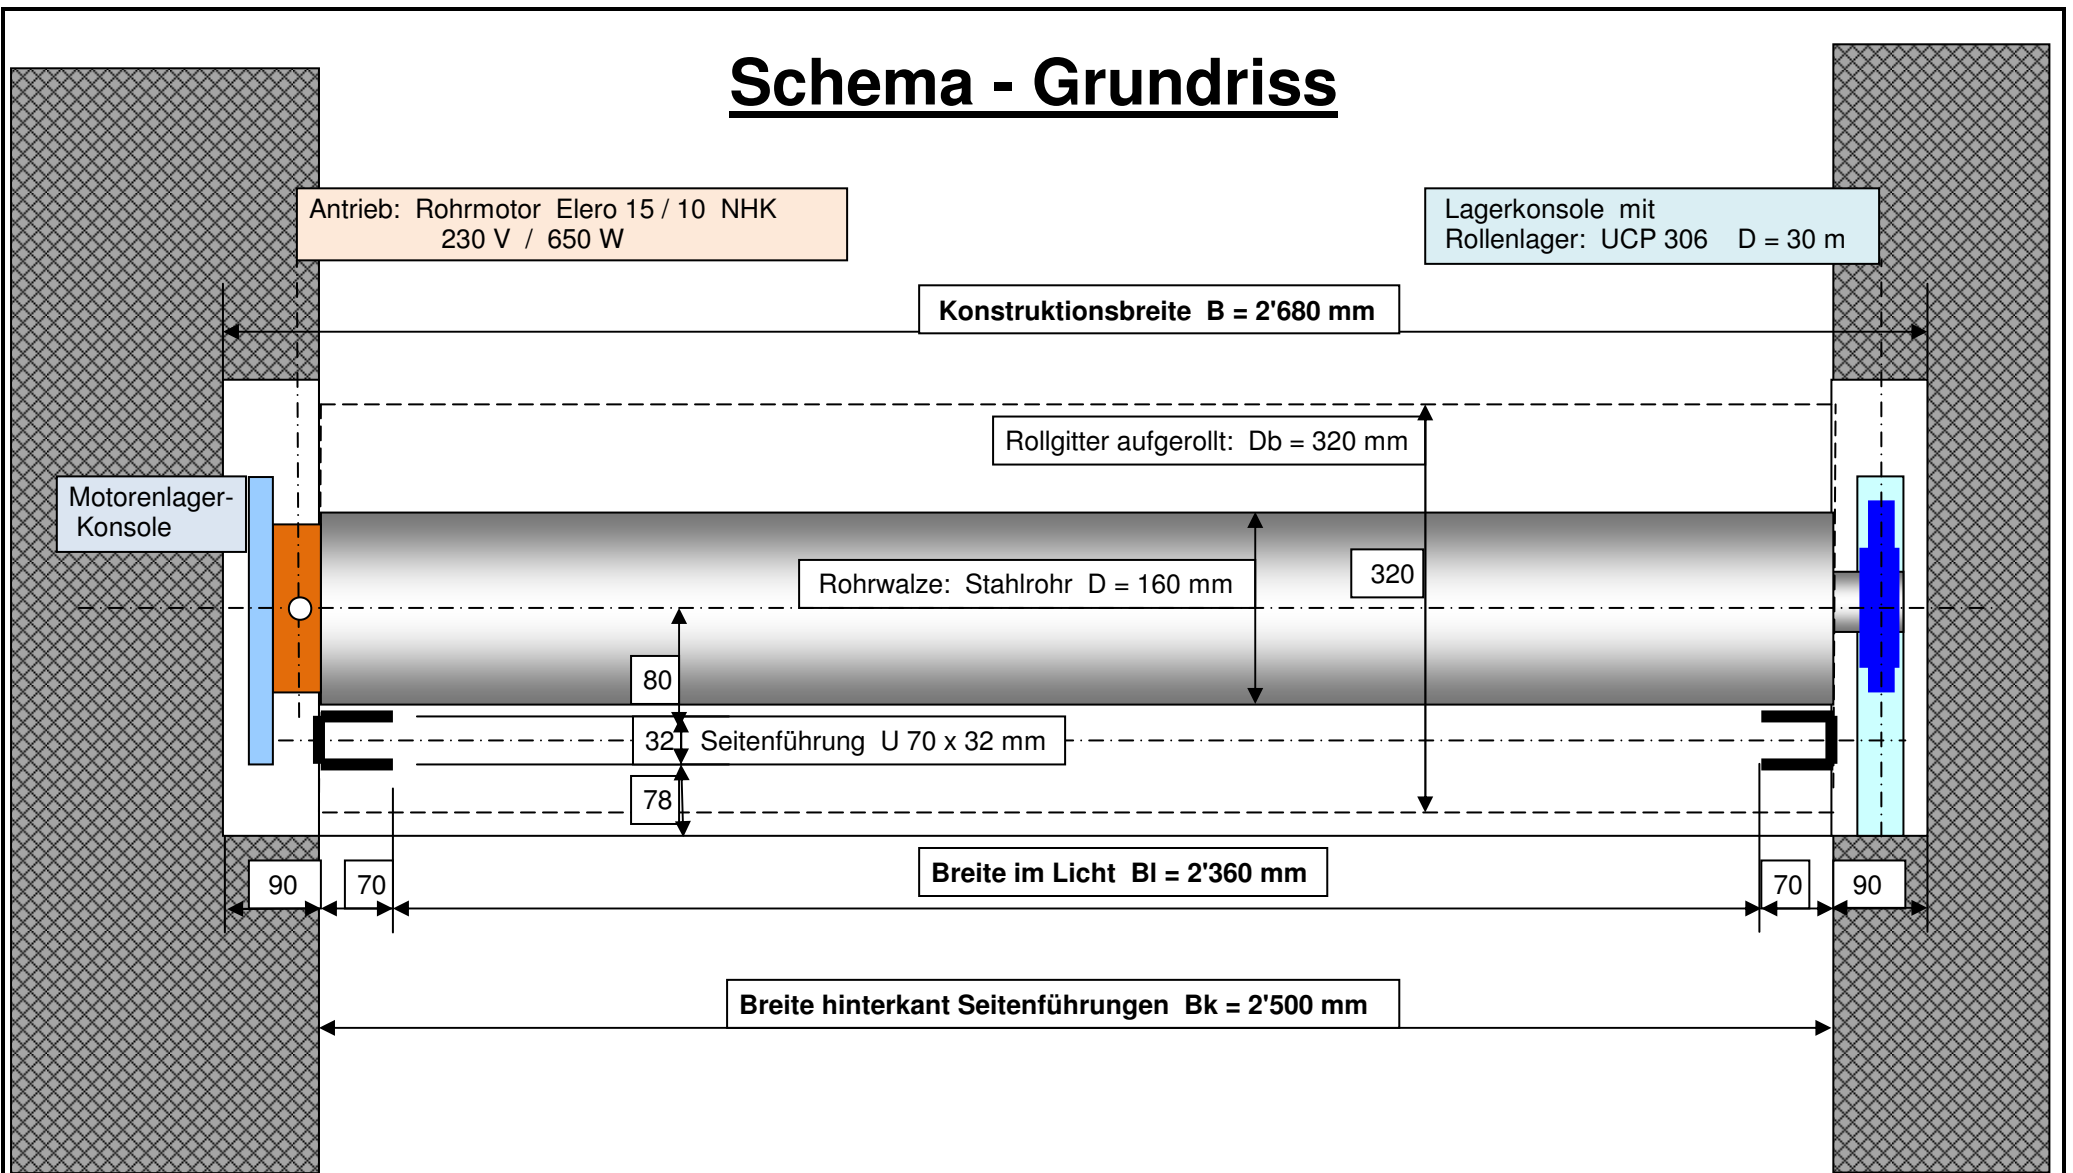 Schema - Grundriss
Antrieb: Rohrmotor Elero 15 / 10 NHK
230 V / 650 W
Lagerkonsole mit
Rollenlager: UCP 306 D = 30 m
Konstruktionsbreite B = 2'680 mm
Rollgitter aufgerollt: Db = 320 mm
Motorenlager-
Konsole
Rohrwalze: Stahlrohr D = 160 mm
320
80
32
Seitenführung U 70 x 32 mm
78
90
70
Breite im Licht Bl = 2'360 mm
70
90
Breite hinterkant Seitenführungen Bk = 2'500 mm